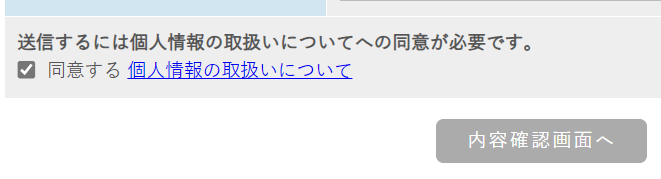 送信するには個人情報の取扱いについてへの同意が必要です。
同意する 個人情報の取扱いについて
内容確認画面へ